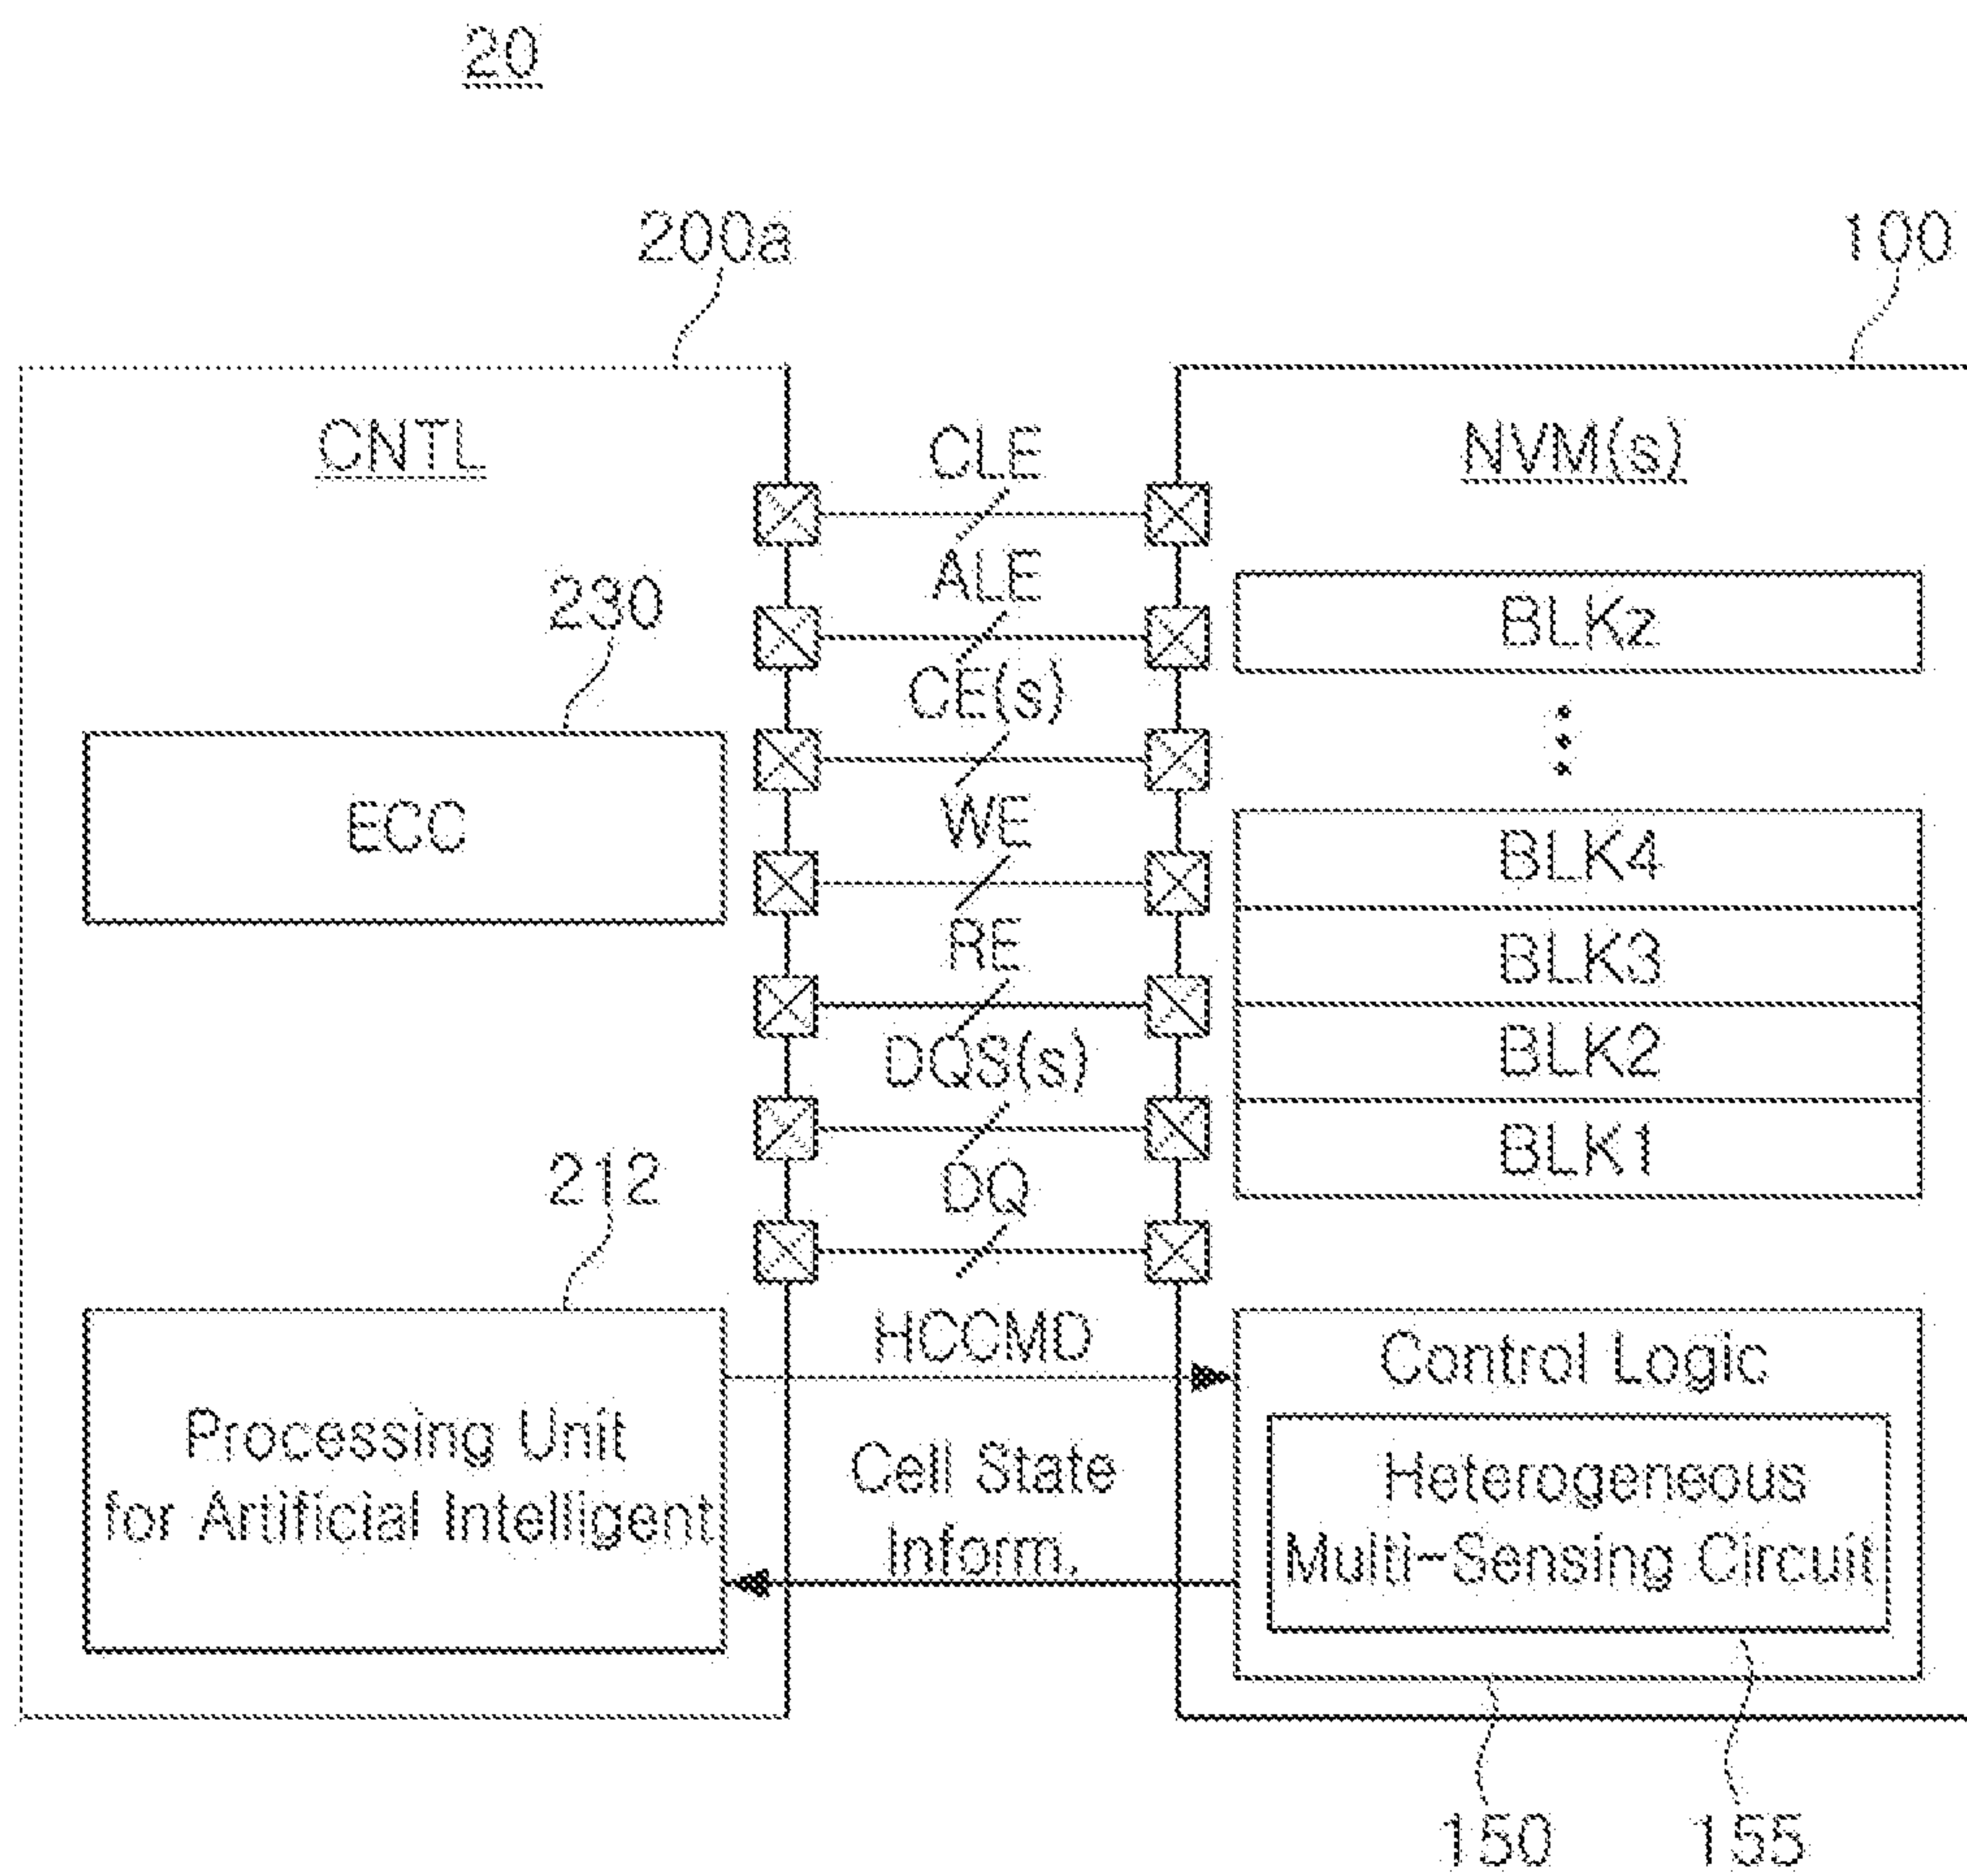 20
200a
100
CNTL
NVM(s)
CLE
ALE
CE(s)
WE
RE
DQS(s)
DQ
230
ECC
BLKz
BLK4
BLK3
BLK2
BLK1
212
Processing Unit
for Artificial Intelligent
HCCMD
Cell State
Inform.
Control Logic
Heterogeneous
Multi-Sensing Circuit
150
155